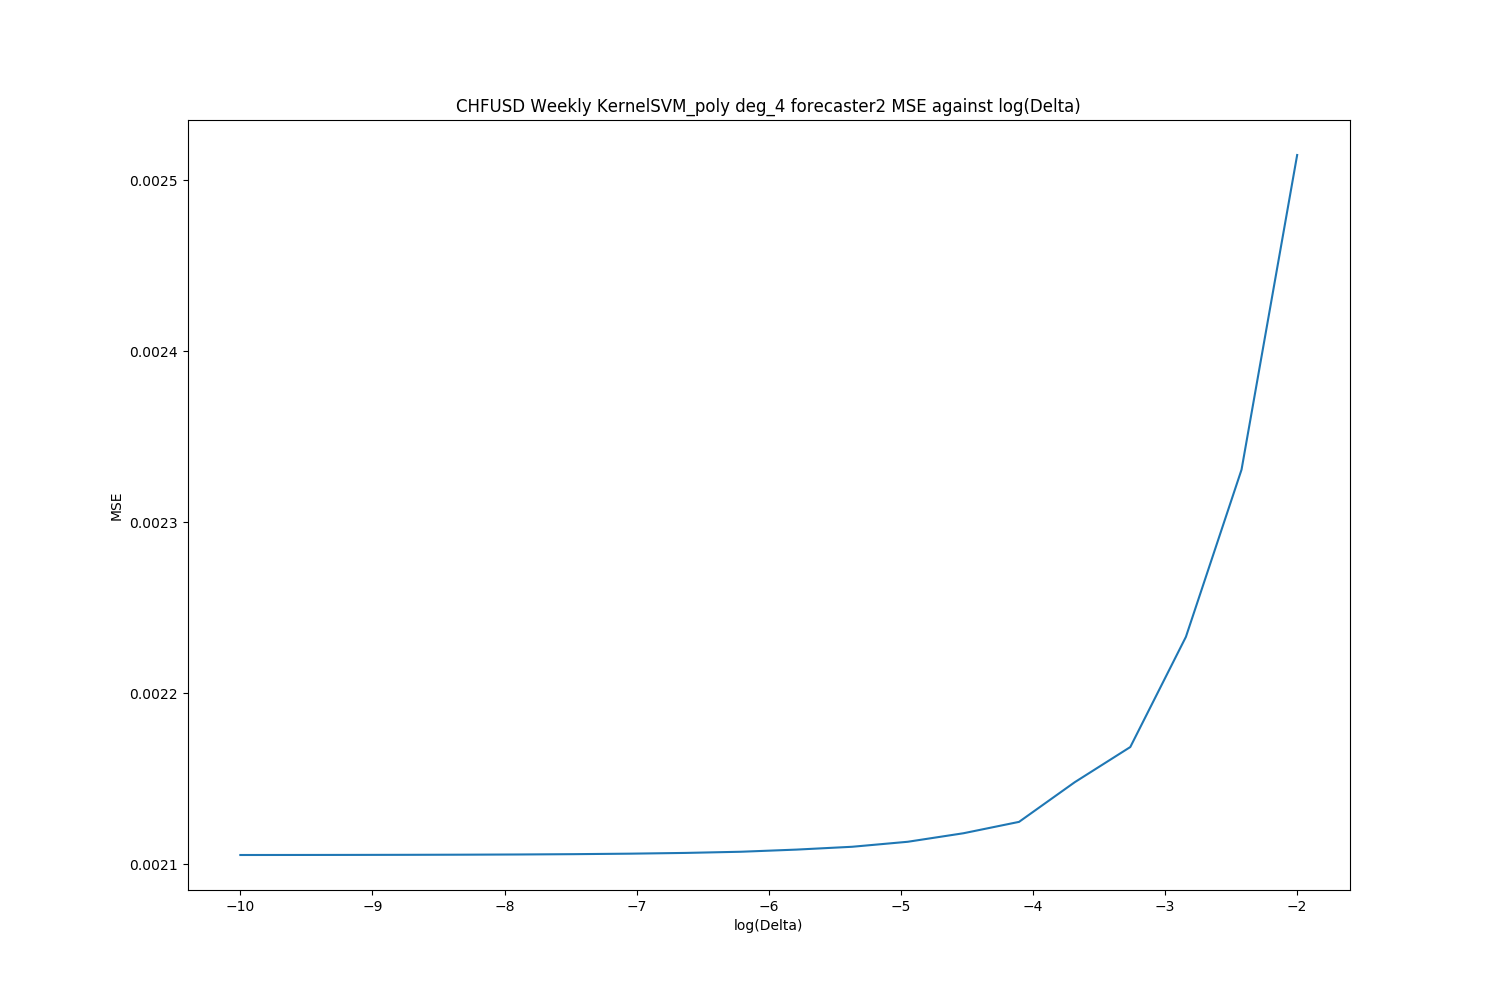 CHFUSD Weekly KernelSVM_poly deg_4 forecaster2 MSE against log(Delta)
0.0025
0.0024
0.0023
0.0022
0.0021
MSE
−10 −9 −8 −7 −6 −5 −4 −3 −2
log(Delta)